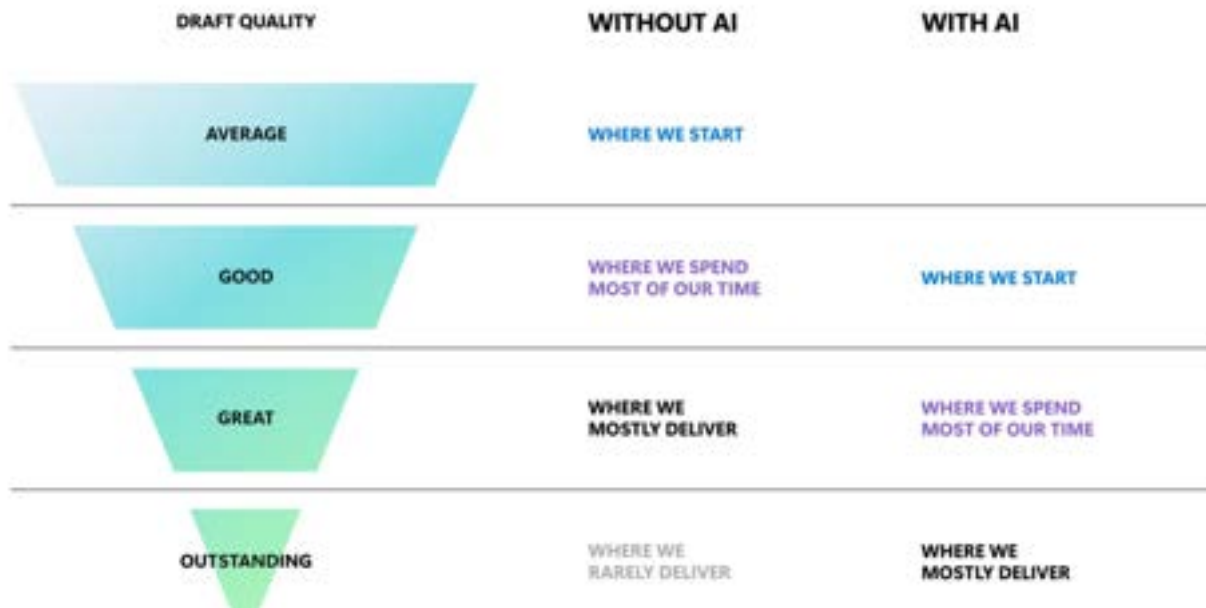 DRAFT QUALITY
WITHOUT AI
WITH AI
AVERAGE
WHERE WE START
GOOD
WHERE WE SPEND
MOST OF OUR TIME
WHERE WE START
GREAT
WHERE WE
MOSTLY DELIVER
WHERE WE SPEND
MOST OF OUR TIME
OUTSTANDING
WHERE WE
RARELY DELIVER
WHERE WE
MOSTLY DELIVER